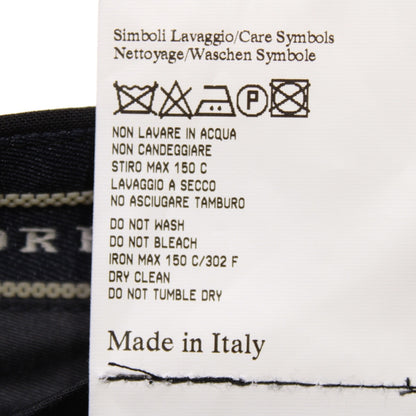 Simboli Lavaggio/Care Symbols
Nettoyage/Waschen Symbole
P
NON LAVARE IN ACQUA
NON CANDEGGIARE
STIRO MAX 150 C
LAVAGGIO A SECCO
NO ASCIUGARE TAMBURO
DO NOT WASH
DO NOT BLEACH
IRON MAX 150 C/302 F
DRY CLEAN
DO NOT TUMBLE DRY
Made in Italy